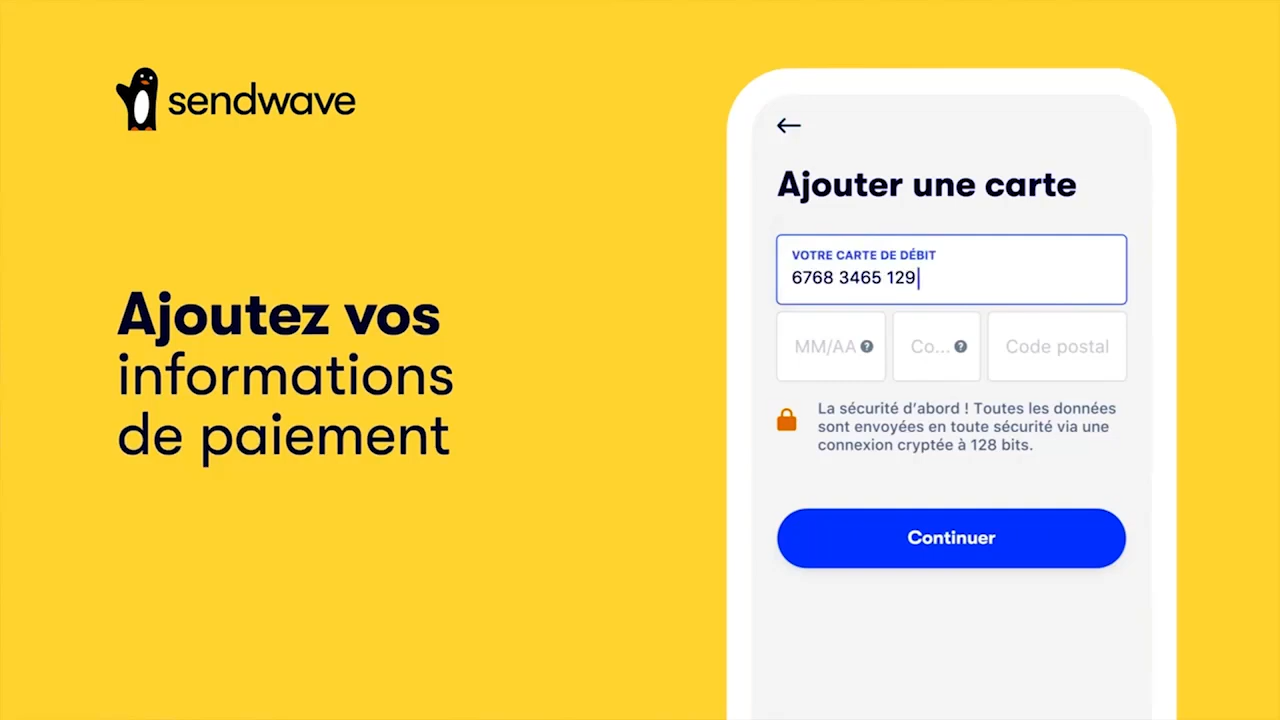 sendwave
Ajoutez vos
informations
de paiement
Ajouter une carte
VOTRE CARTE DE DÉBIT
6768 3465 129
MM/AA ?
Co... ?
Code postal
La sécurité d’abord ! Toutes les données
sont envoyées en toute sécurité via une
connexion cryptée à 128 bits.
Continuer